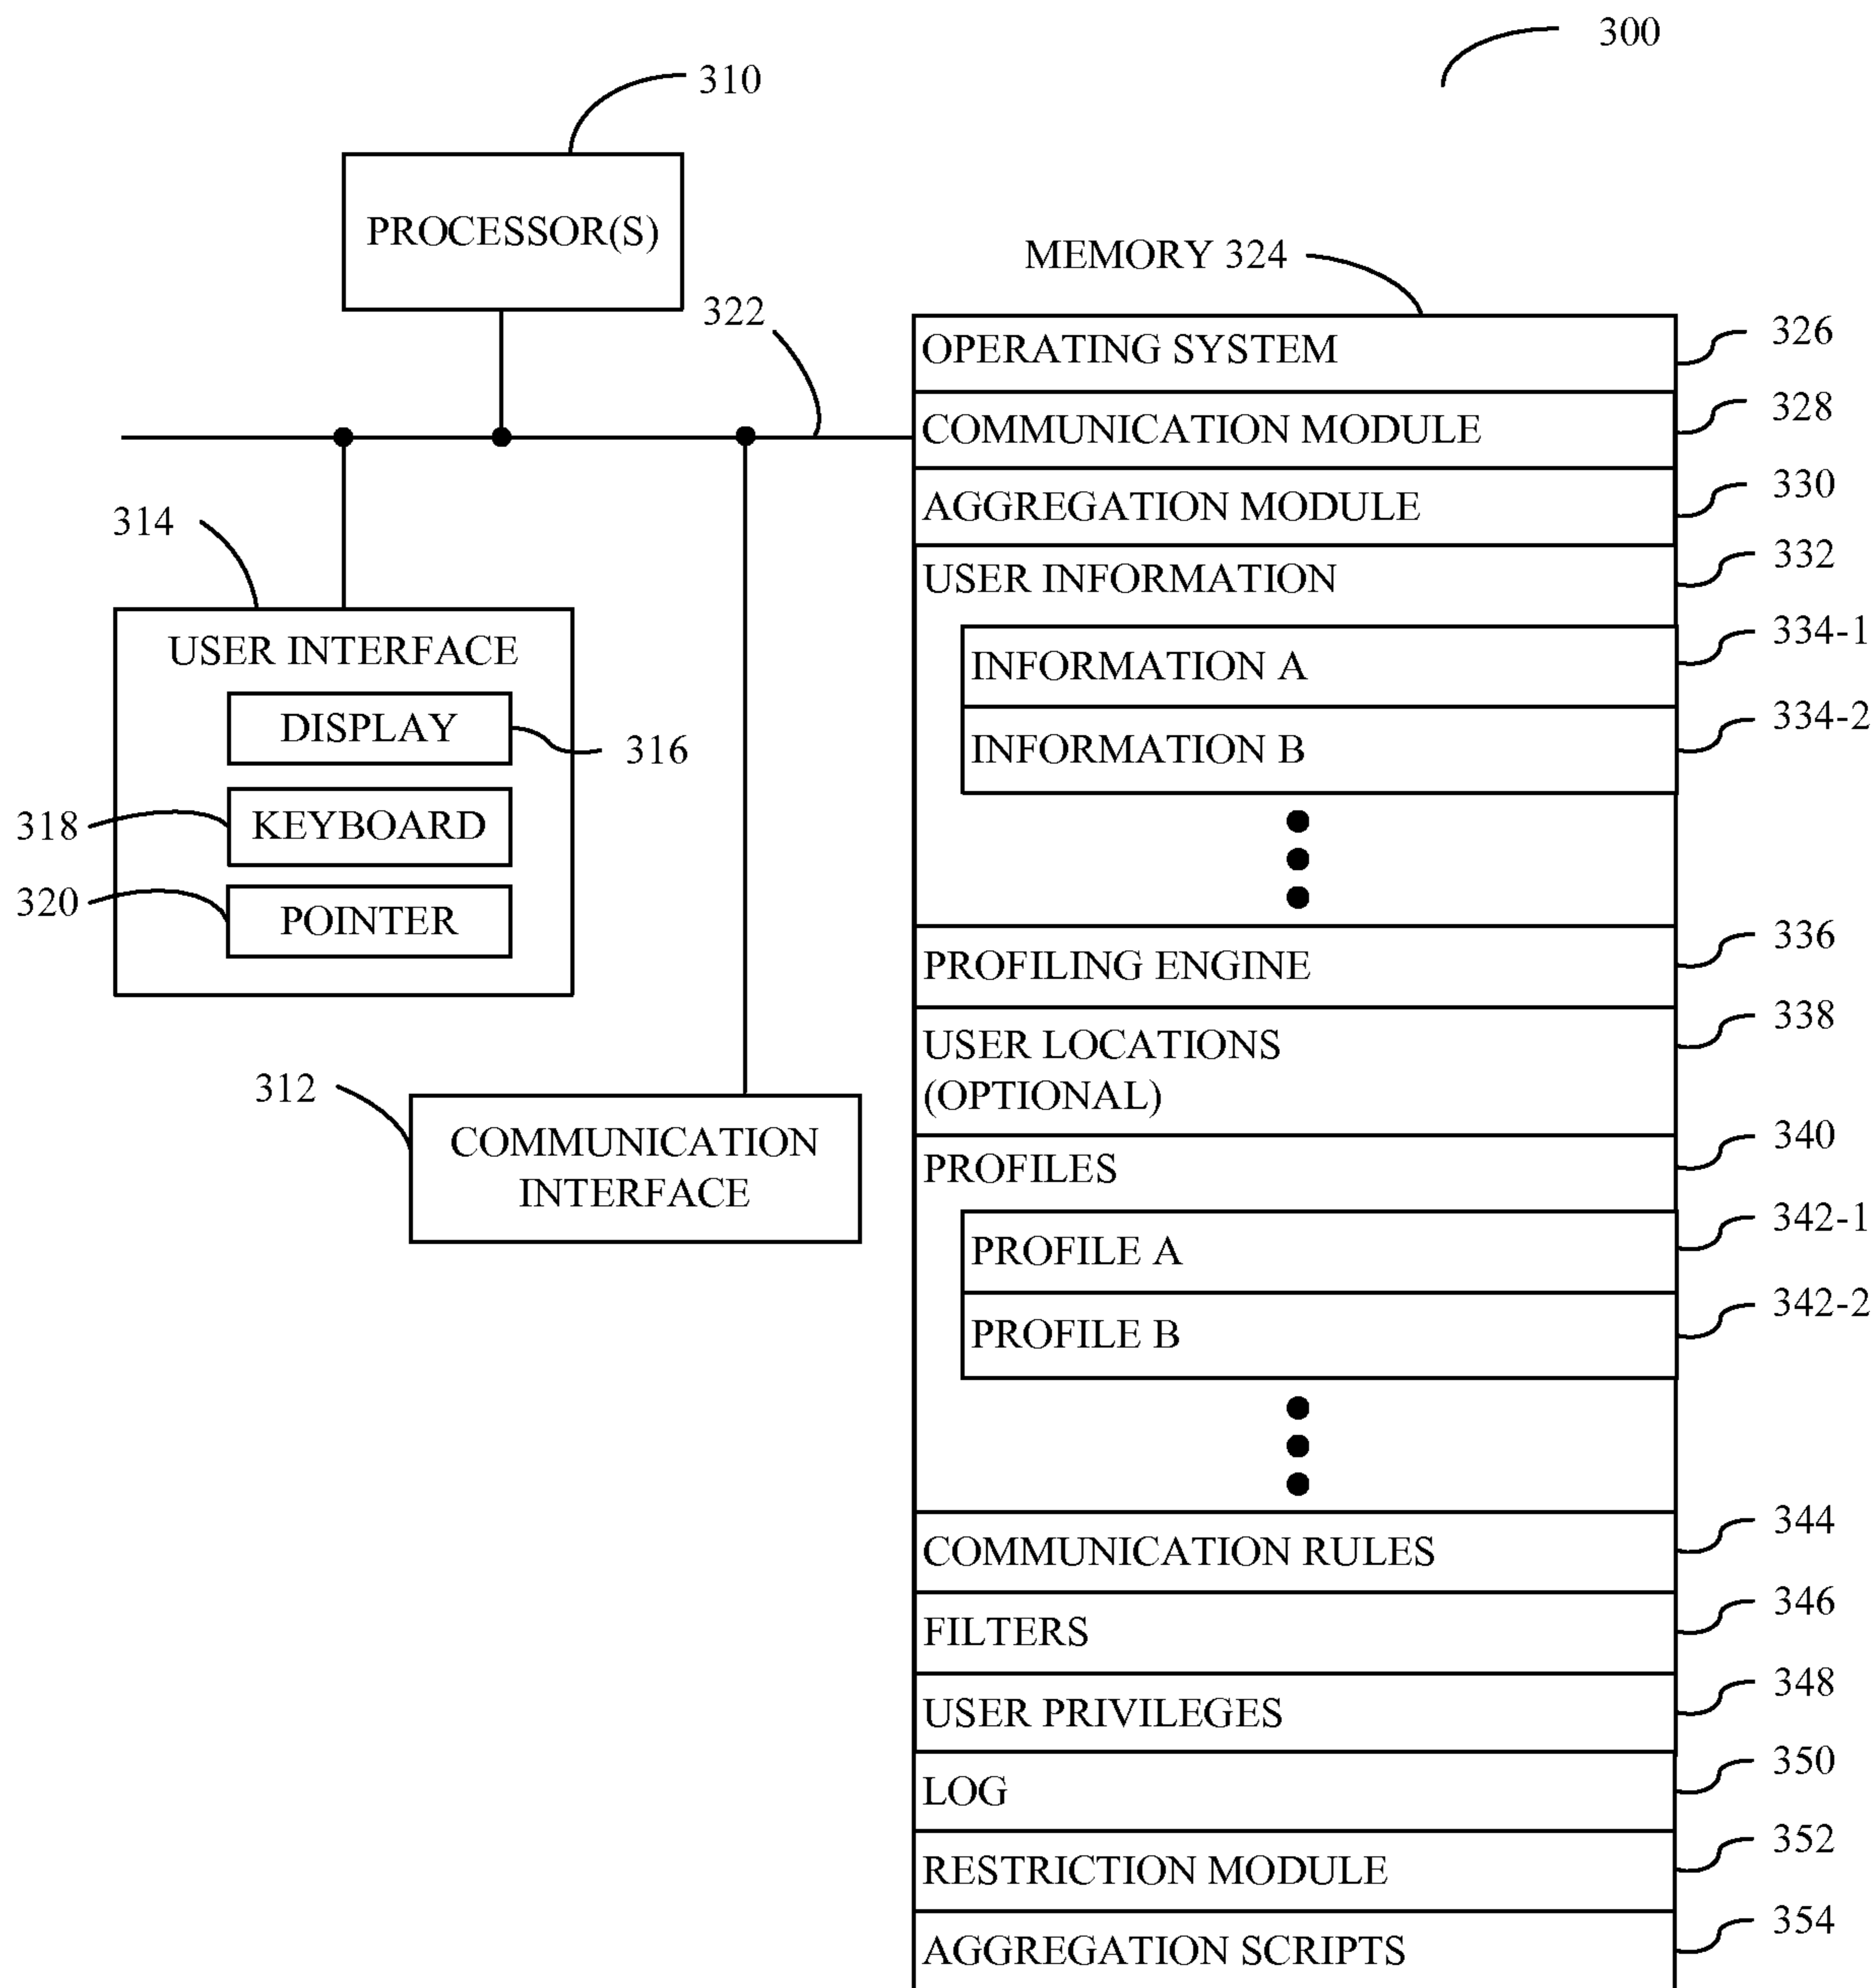 300
310
PROCESSOR(S)
MEMORY 324
322
OPERATING SYSTEM
326
COMMUNICATION MODULE
328
AGGREGATION MODULE
330
USER INFORMATION
332
INFORMATION A
334-1
INFORMATION B
334-2
PROFILING ENGINE
336
USER LOCATIONS
(OPTIONAL)
338
PROFILES
340
PROFILE A
342-1
PROFILE B
342-2
COMMUNICATION RULES
344
FILTERS
346
USER PRIVILEGES
348
LOG
350
RESTRICTION MODULE
352
AGGREGATION SCRIPTS
354
314
USER INTERFACE
DISPLAY
316
318
KEYBOARD
320
POINTER
312
COMMUNICATION
INTERFACE